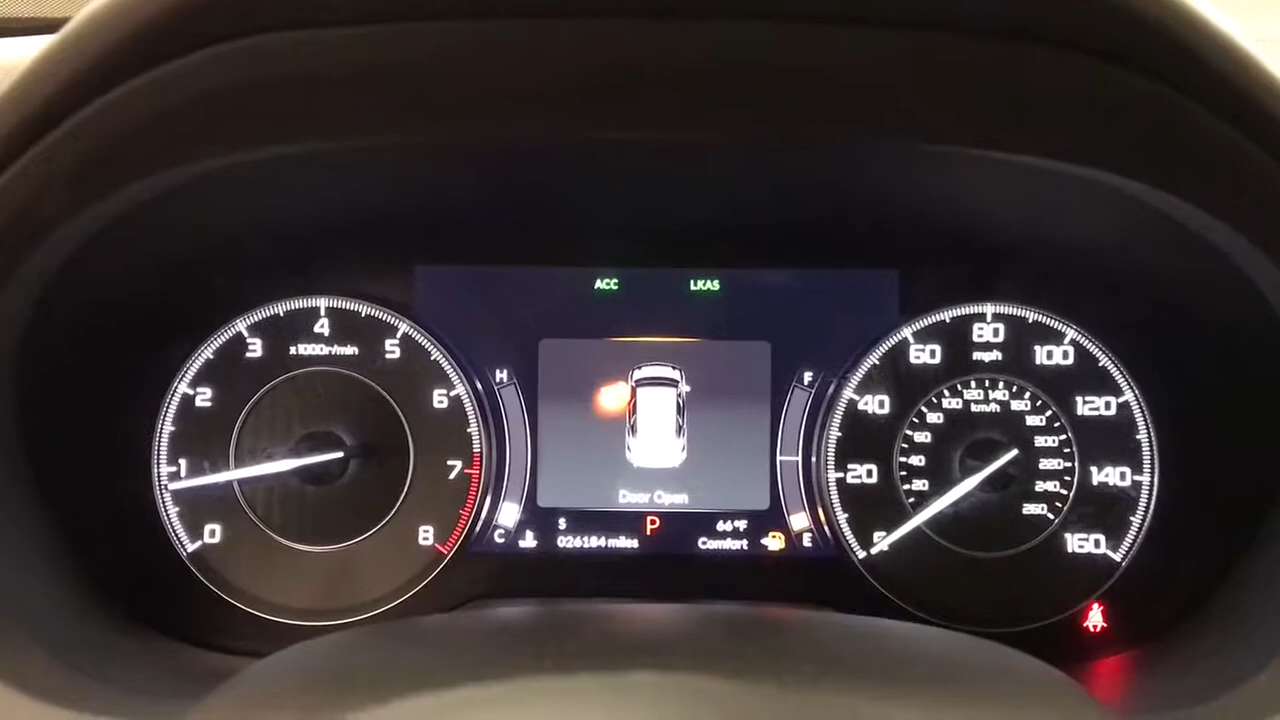 ACC LKAS
4
3 5
x1000r/min
2 6
1 7
0 8
H
C
Door Open
S P 66°F
026184 miles Comfort
F
E
80
mph
60 100
40 120
20 140
160
120 140
100 160
km/h
80 180
60 200
40 220
20 240
260